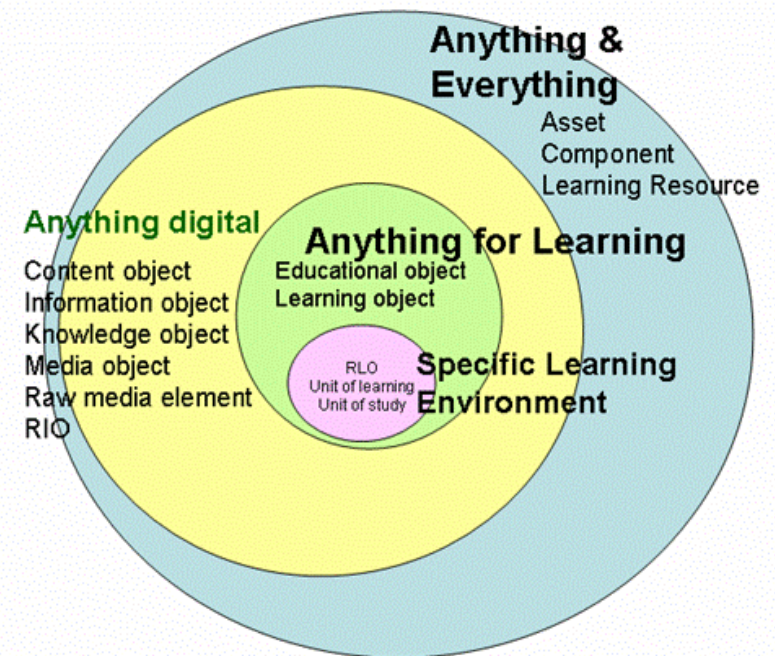 Anything &
Everything
Asset
Component
Learning Resource
Anything digital
Content object
Information object
Knowledge object
Media object
Raw media element
RIO
Anything for Learning
Educational object
Learning object
Specific Learning
Environment
RLO
Unit of learning
Unit of study